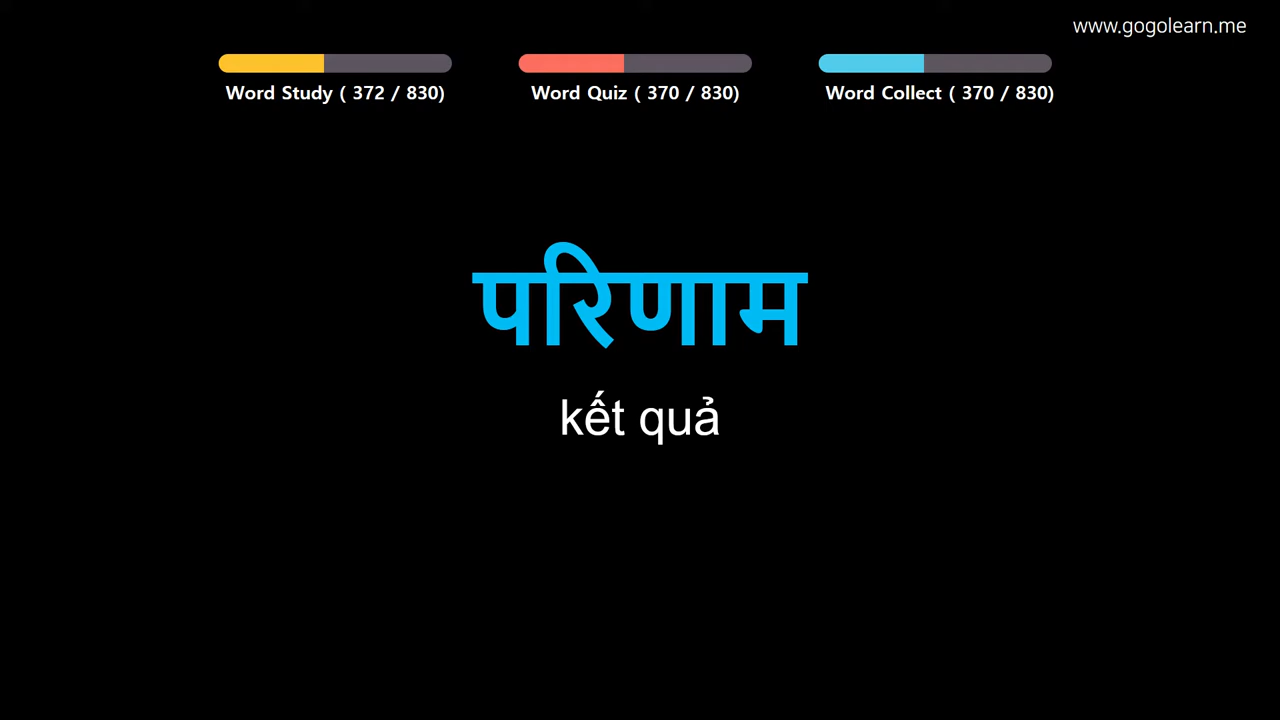 www.gogolearn.me
Word Study ( 372 / 830) Word Quiz ( 370 / 830) Word Collect ( 370 / 830)
परिणाम
kết quả